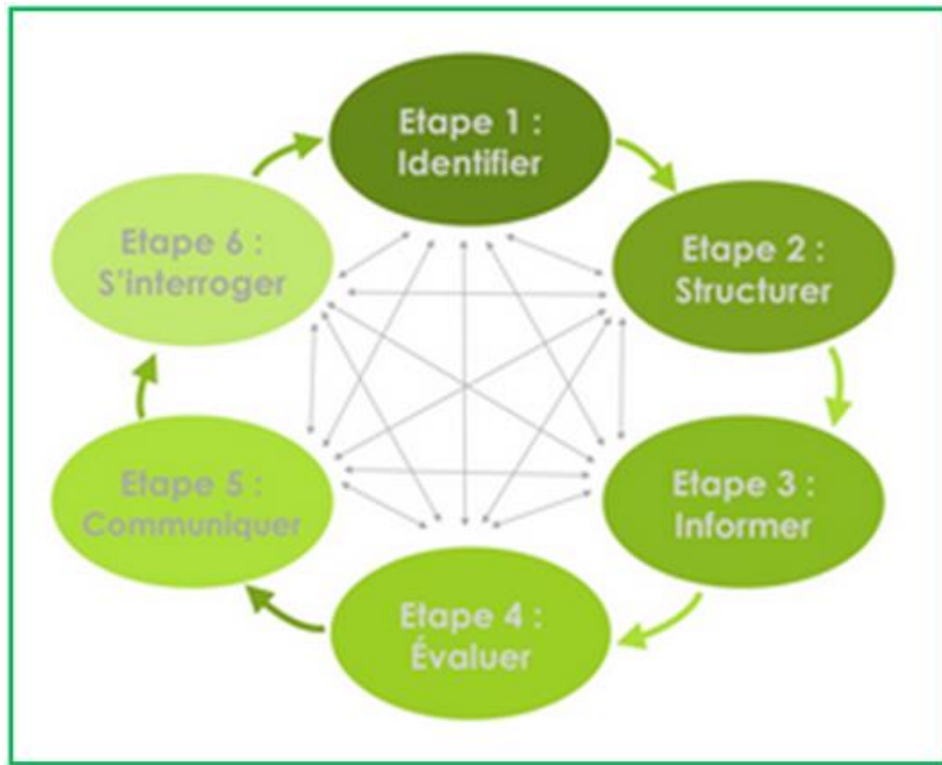 Etape 1 :
Identifier
Etape 2 :
Structurer
Etape 3 :
Informer
Etape 4 :
Évaluer
Etape 5 :
Communiquer
Etape 6 :
S’interroger